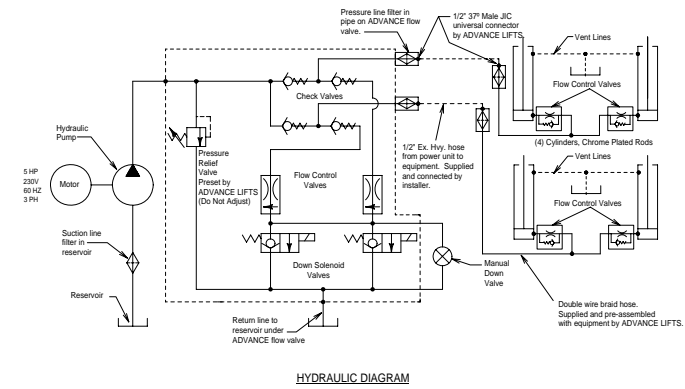 Pressure line filter in
pipe on ADVANCE flow
valve.
1/2" 37º Male JIC
universal connector
by ADVANCE LIFTS
Vent Lines
Flow Control Valves
(4) Cylinders, Chrome Plated Rods
Check Valves
Hydraulic
Pump
5 HP
230V
60 HZ
3 PH
Motor
Pressure
Relief
Valve
Preset by
ADVANCE LIFTS
(Do Not Adjust)
Flow Control
Valves
1/2" Ex. Hvy. hose
from power unit to
equipment. Supplied
and connected by
installer.
Vent Lines
Flow Control Valves
Suction line
filter in
reservoir
Down Solenoid
Valves
Manual
Down
Valve
Reservoir
Return line to
reservoir under
ADVANCE flow valve
Double wire braid hose.
Supplied and pre-assembled
with equipment by ADVANCE LIFTS.
HYDRAULIC DIAGRAM